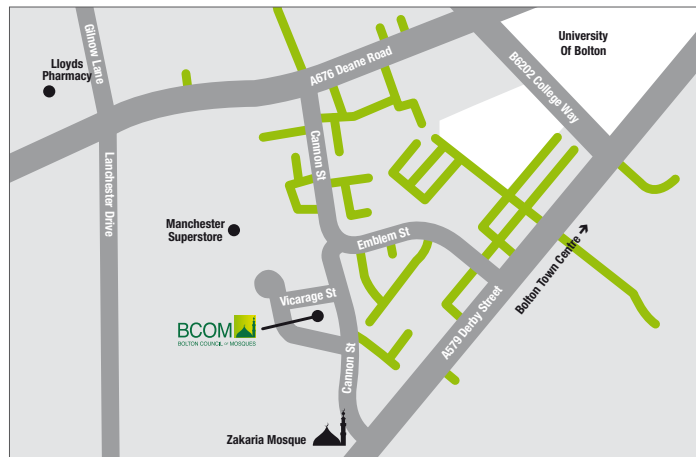 Gilnow Lane
Lloyds
Pharmacy
A676 Deane Road
B6202 College Way
University
Of Bolton
Lanchester Drive
Cannon St
Manchester
Superstore
Emblem St
Bolton Town Centre
Vicarage St
BCOM
BOLTON COUNCIL of MOSQUES
A579 Derby Street
Cannon St
Zakaria Mosque